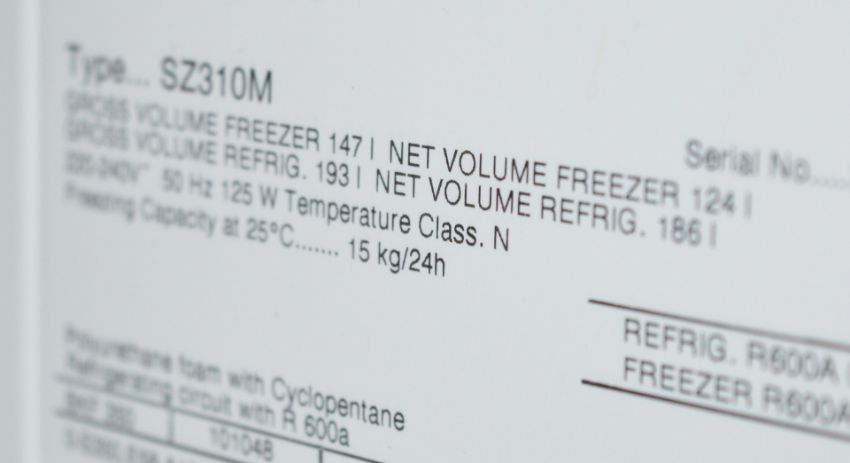 Type... SZ310M
Serial No.....
GROSS VOLUME FREEZER 147 l NET VOLUME FREEZER 124 l
GROSS VOLUME REFRIG. 193 l NET VOLUME REFRIG. 186 l
220-240V~ 50 Hz 125 W Temperature Class. N
Freezing Capacity at 25°C....... 15 kg/24h
REFRIG. R600A
FREEZER R600A
Polyurethane foam with Cyclopentane
Refrigerating circuit with R 600a
101048